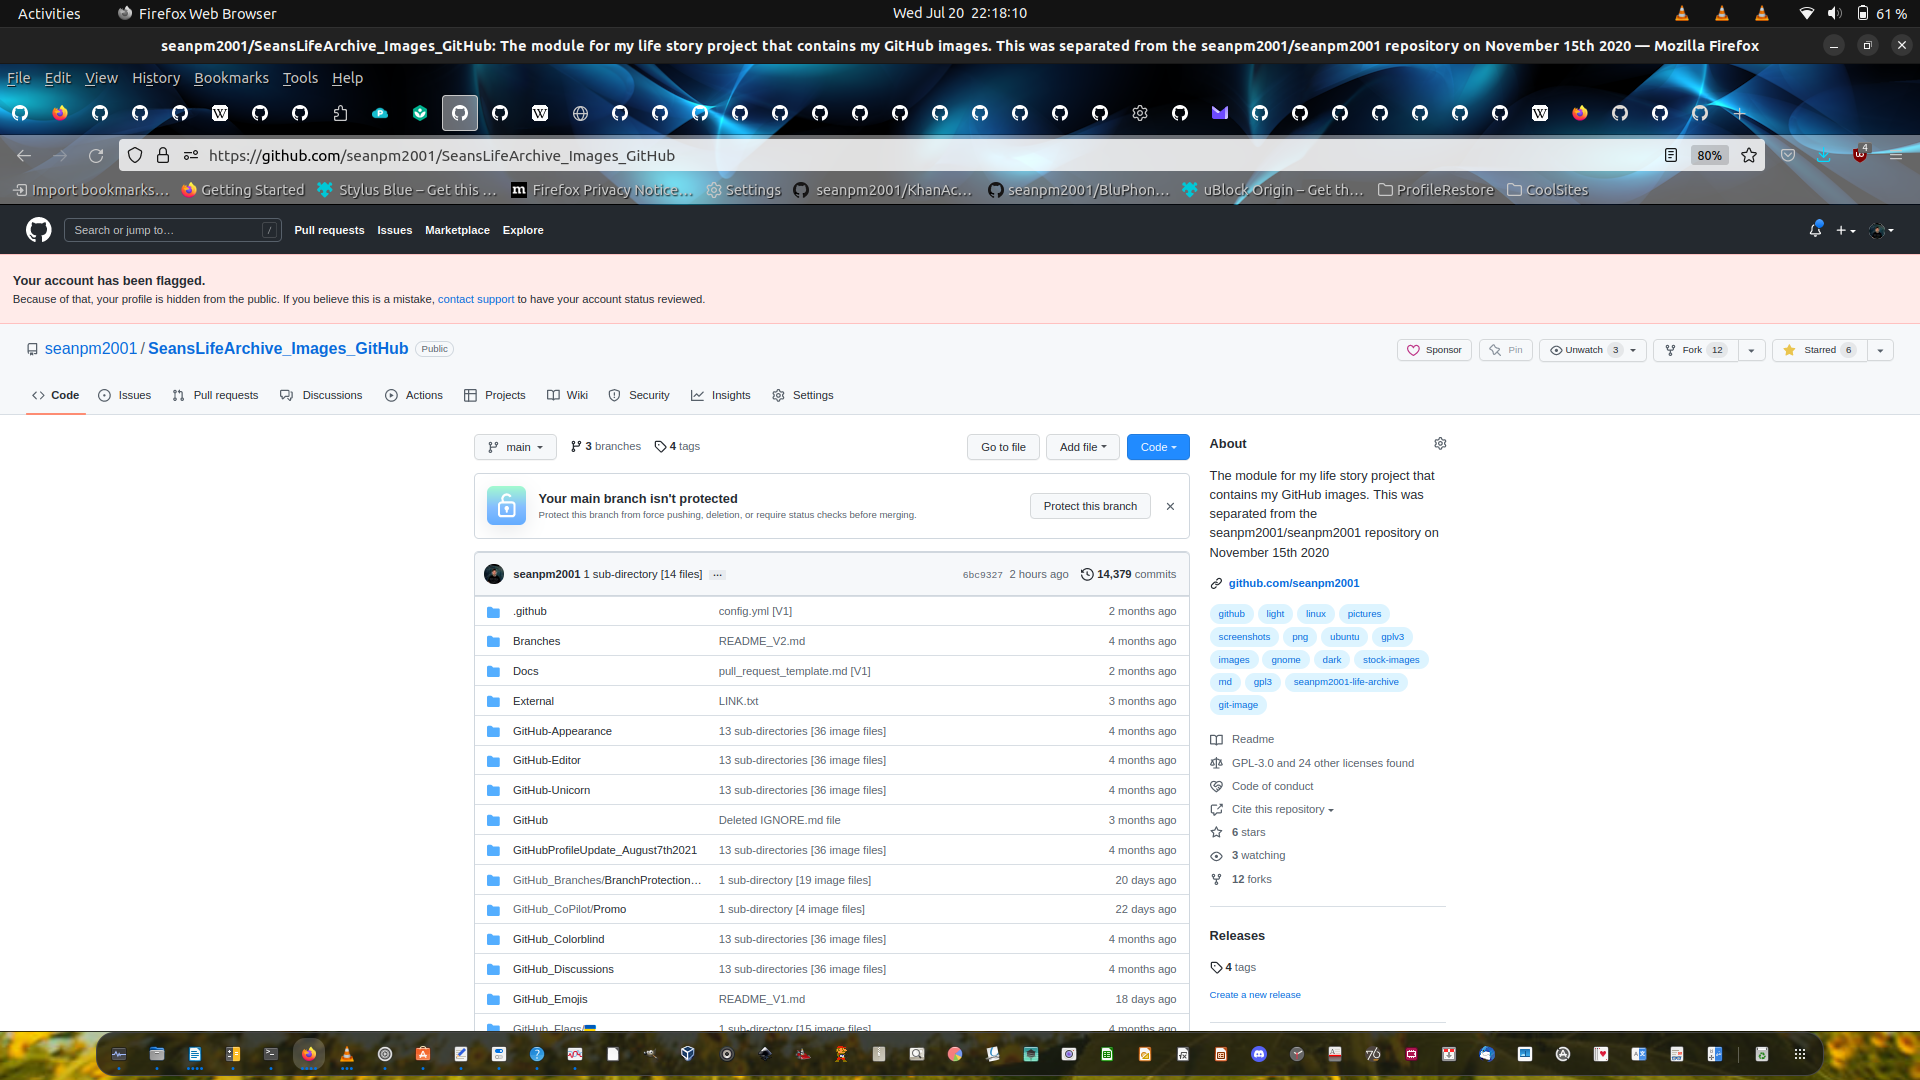 Activities Firefox Web Browser Wed Jul 20 22:18:10 61 %
seanpm2001/SeansLifeArchive_Images_GitHub: The module for my life story project that contains my GitHub images. This was separated from the seanpm2001/seanpm2001 repository on November 15th 2020 — Mozilla Firefox
File Edit View History Bookmarks Tools Help
https://github.com/seanpm2001/SeansLifeArchive_Images_GitHub 80% 4
Import bookmarks… Getting Started Stylus Blue – Get this … Firefox Privacy Notice… Settings seanpm2001/KhanAc… seanpm2001/BluPhon… uBlock Origin – Get th… ProfileRestore CoolSites
Search or jump to… / Pull requests Issues Marketplace Explore
Your account has been flagged.
Because of that, your profile is hidden from the public. If you believe this is a mistake, contact support to have your account status reviewed.
seanpm2001 / SeansLifeArchive_Images_GitHub Public Sponsor Pin Unwatch 3 Fork 12 Starred 6
Code Issues Pull requests Discussions Actions Projects Wiki Security Insights Settings
main 3 branches 4 tags Go to file Add file Code
Your main branch isn't protected
Protect this branch from force pushing, deletion, or require status checks before merging.
Protect this branch
seanpm2001 1 sub-directory [14 files] … 6bc9327 2 hours ago 14,379 commits
.github config.yml [V1] 2 months ago
Branches README_V2.md 4 months ago
Docs pull_request_template.md [V1] 2 months ago
External LINK.txt 3 months ago
GitHub-Appearance 13 sub-directories [36 image files] 4 months ago
GitHub-Editor 13 sub-directories [36 image files] 4 months ago
GitHub-Unicorn 13 sub-directories [36 image files] 4 months ago
GitHub Deleted IGNORE.md file 3 months ago
GitHubProfileUpdate_August7th2021 13 sub-directories [36 image files] 4 months ago
GitHub_Branches/BranchProtection… 1 sub-directory [19 image files] 20 days ago
GitHub_CoPilot/Promo 1 sub-directory [4 image files] 22 days ago
GitHub_Colorblind 13 sub-directories [36 image files] 4 months ago
GitHub_Discussions 13 sub-directories [36 image files] 4 months ago
GitHub_Emojis README_V1.md 18 days ago
GitHub_Flags/ 1 sub-directory [15 image files] 4 months ago
About
The module for my life story project that
contains my GitHub images. This was
separated from the
seanpm2001/seanpm2001 repository on
November 15th 2020
github.com/seanpm2001
github light linux pictures
screenshots png ubuntu gplv3
images gnome dark stock-images
md gpl3 seanpm2001-life-archive
git-image
Readme
GPL-3.0 and 24 other licenses found
Code of conduct
Cite this repository
6 stars
3 watching
12 forks
Releases
4 tags
Create a new release